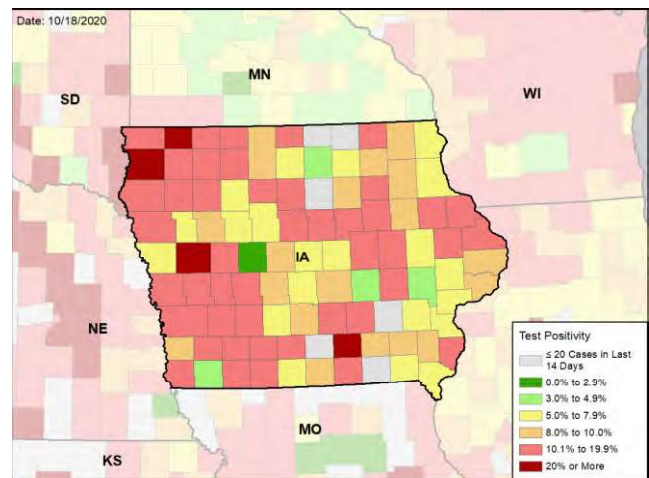 Date: 10/18/2020
MN
SD
WI
IA
NE
MO
KS
Test Positivity
≤ 20 Cases in Last
14 Days
0.0% to 2.9%
3.0% to 4.9%
5.0% to 7.9%
8.0% to 10.0%
10.1% to 19.9%
20% or More